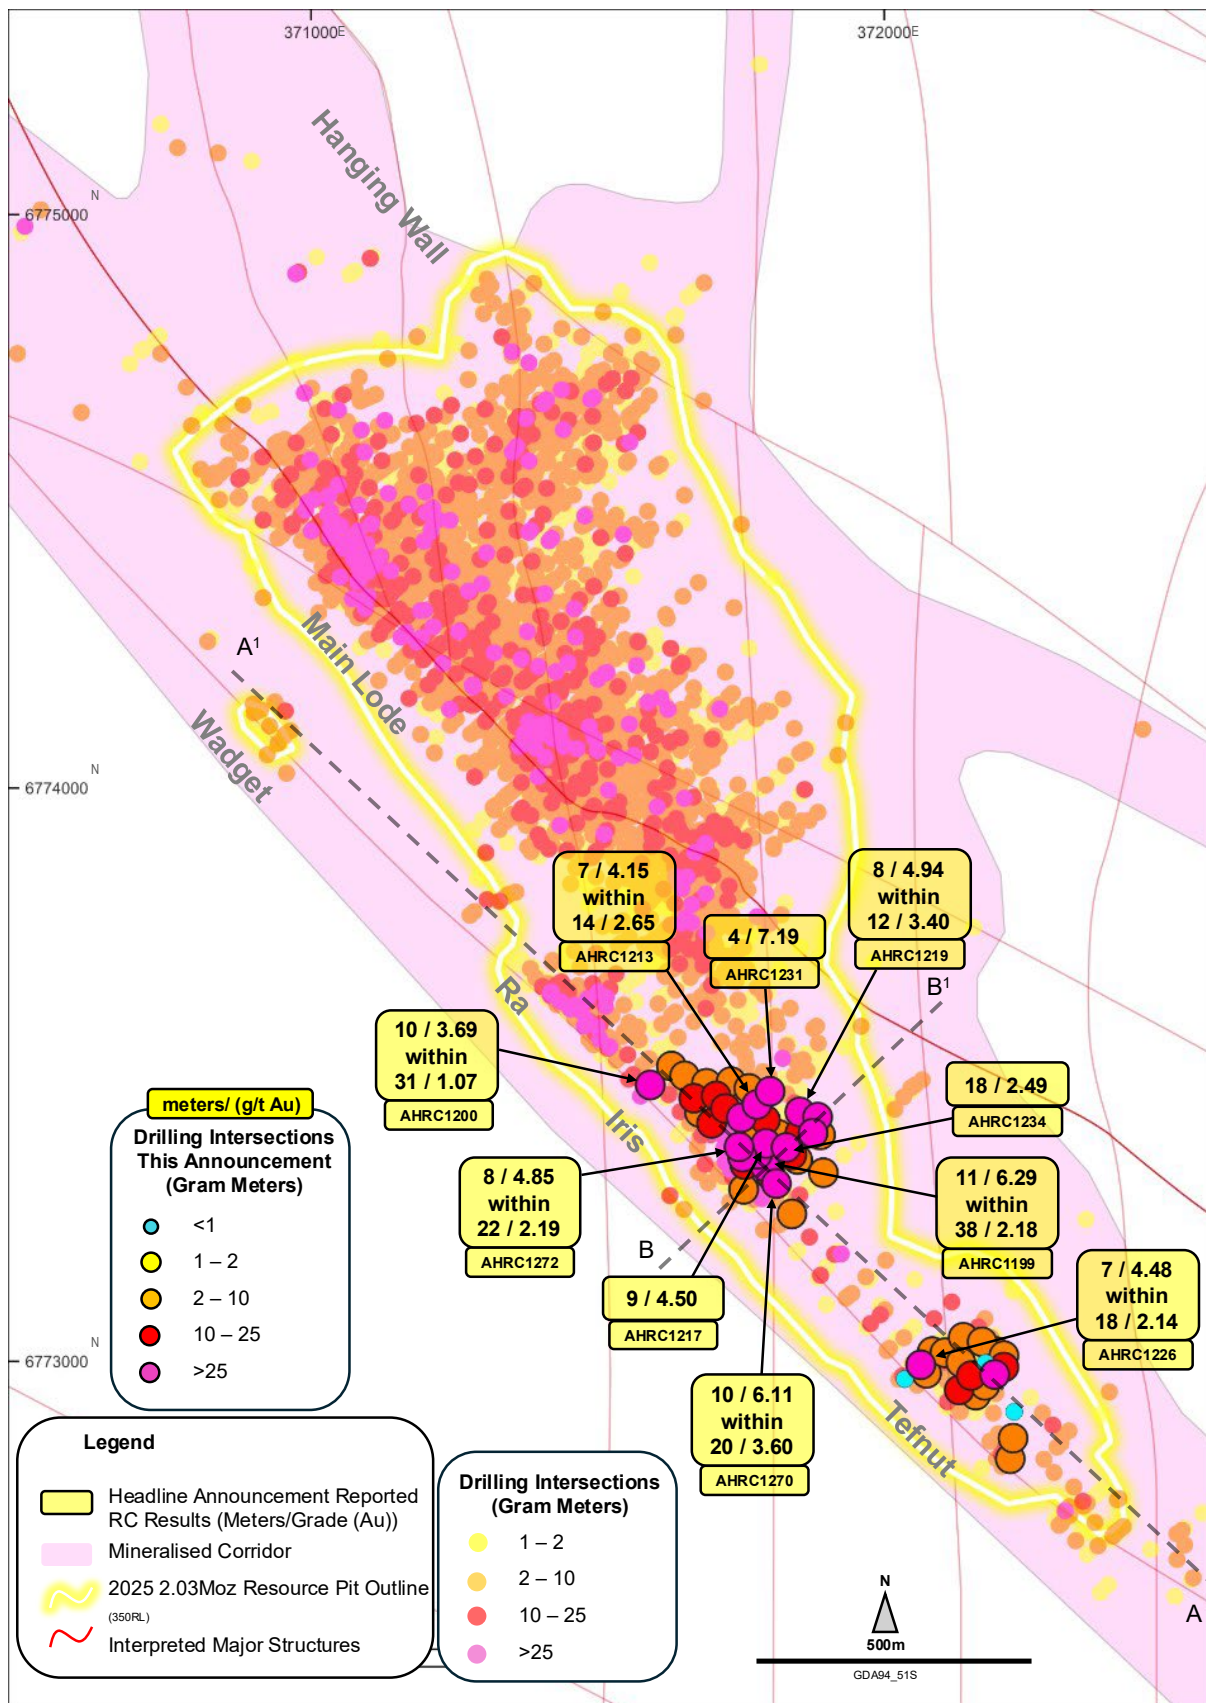 371000E
372000E
Hanging Wall
N
6775000
A1
Main Lode
Wadget
N
6774000
7 / 4.15
within
14 / 2.65
AHRC1213
4 / 7.19
AHRC1231
8 / 4.94
within
12 / 3.40
AHRC1219
B1
Ra
10 / 3.69
within
31 / 1.07
AHRC1200
18 / 2.49
AHRC1234
Iris
8 / 4.85
within
22 / 2.19
AHRC1272
11 / 6.29
within
38 / 2.18
AHRC1199
B
9 / 4.50
AHRC1217
7 / 4.48
within
18 / 2.14
AHRC1226
N
6773000
10 / 6.11
within
20 / 3.60
AHRC1270
Tefnut
A
meters/ (g/t Au)
Drilling Intersections
This Announcement
(Gram Meters)
<1
1 – 2
2 – 10
10 – 25
>25
Legend
Headline Announcement Reported
RC Results (Meters/Grade (Au))
Mineralised Corridor
2025 2.03Moz Resource Pit Outline
(350RL)
Interpreted Major Structures
Drilling Intersections
(Gram Meters)
1 – 2
2 – 10
10 – 25
>25
N
500m
GDA94_51S